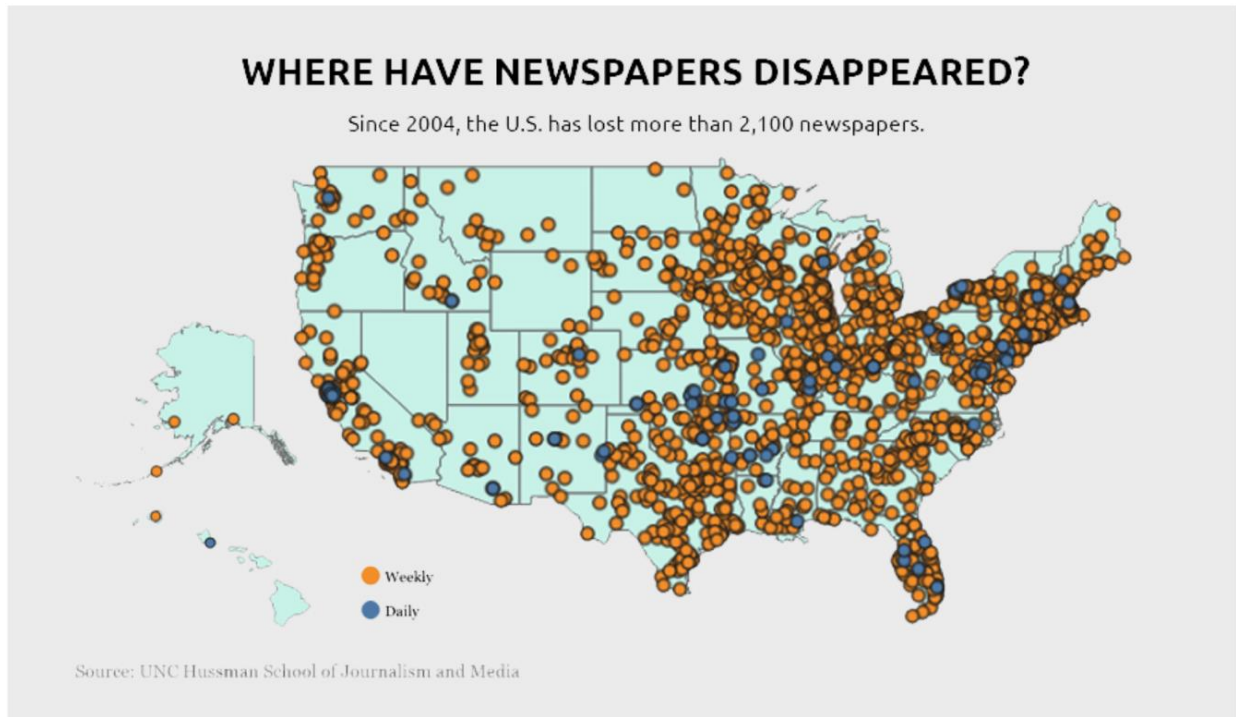 WHERE HAVE NEWSPAPERS DISAPPEARED?
Since 2004, the U.S. has lost more than 2,100 newspapers.
Weekly
Daily
Source: UNC Hussman School of Journalism and Media